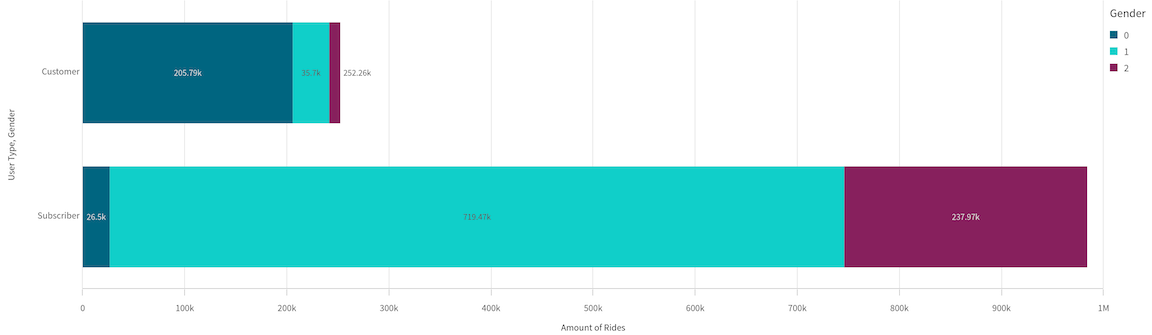 Gender
0
1
2
User Type, Gender
Customer
205.79k
35.7k
252.26k
Subscriber
26.5k
719.47k
237.97k
0 100k 200k 300k 400k 500k 600k 700k 800k 900k 1M
Amount of Rides